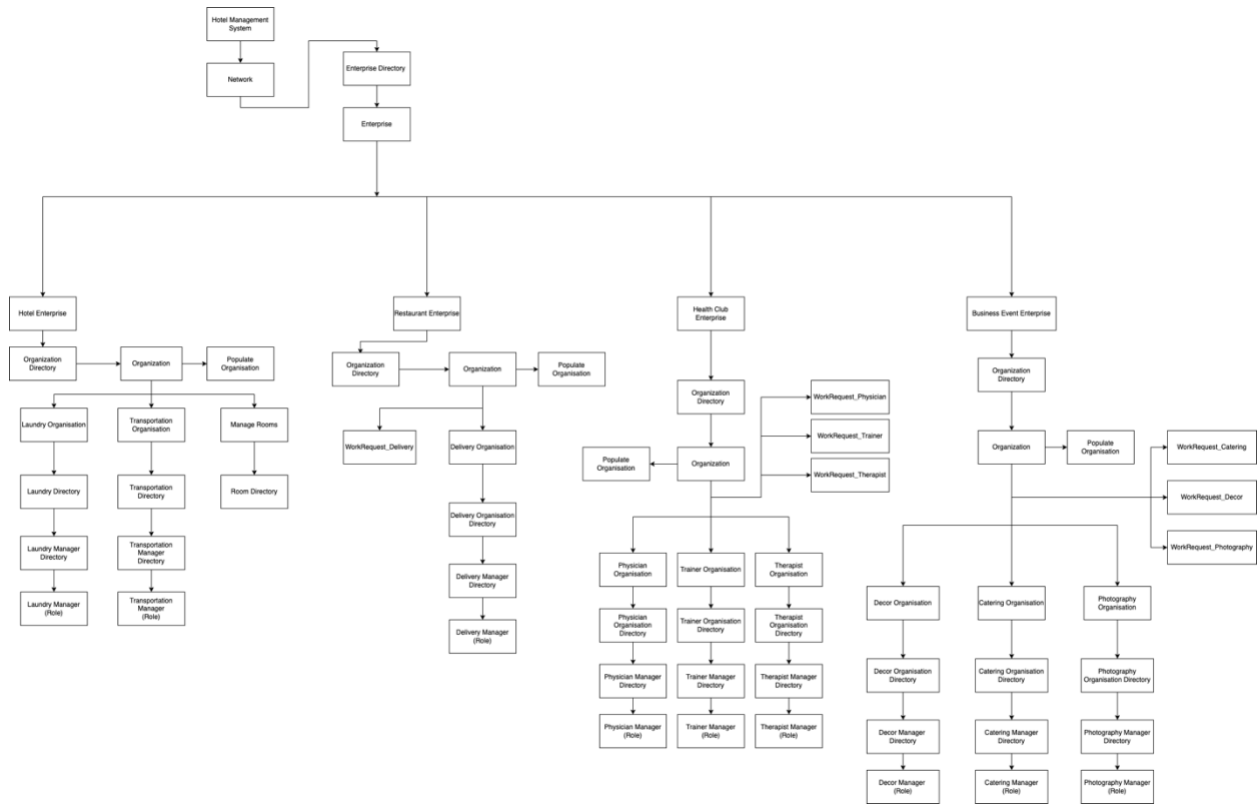 Hotel Management
System
Network
Enterprise Directory
Enterprise
Hotel Enterprise
Organization
Directory
Organization
Populate
Organisation
Laundry Organisation
Transportation
Organisation
Manage Rooms
Laundry Directory
Transportation
Directory
Room Directory
Laundry Manager
Directory
Transportation
Manager
Directory
Laundry Manager
(Role)
Transportation
Manager
(Role)
Restaurant Enterprise
Organization
Directory
Organization
Populate
Organisation
WorkRequest_Delivery
Delivery Organisation
Delivery Organisation
Directory
Delivery Manager
Directory
Delivery Manager
(Role)
Health Club
Enterprise
Organization
Directory
Populate
Organisation
Organization
WorkRequest_Physician
WorkRequest_Trainer
WorkRequest_Therapist
Physician
Organisation
Trainer Organisation
Therapist
Organisation
Physician
Organisation
Directory
Trainer Organisation
Directory
Therapist
Organisation
Directory
Physician Manager
Directory
Trainer Manager
Directory
Therapist Manager
Directory
Physician Manager
(Role)
Trainer Manager
(Role)
Therapist Manager
(Role)
Business Event Enterprise
Organization
Directory
Organization
Populate
Organisation
WorkRequest_Catering
WorkRequest_Decor
WorkRequest_Photography
Decor Organisation
Catering Organisation
Photography
Organisation
Decor Organisation
Directory
Catering Organisation
Directory
Photography
Organisation Directory
Decor Manager
Directory
Catering Manager
Directory
Photography Manager
Directory
Decor Manager
(Role)
Catering Manager
(Role)
Photography Manager
(Role)